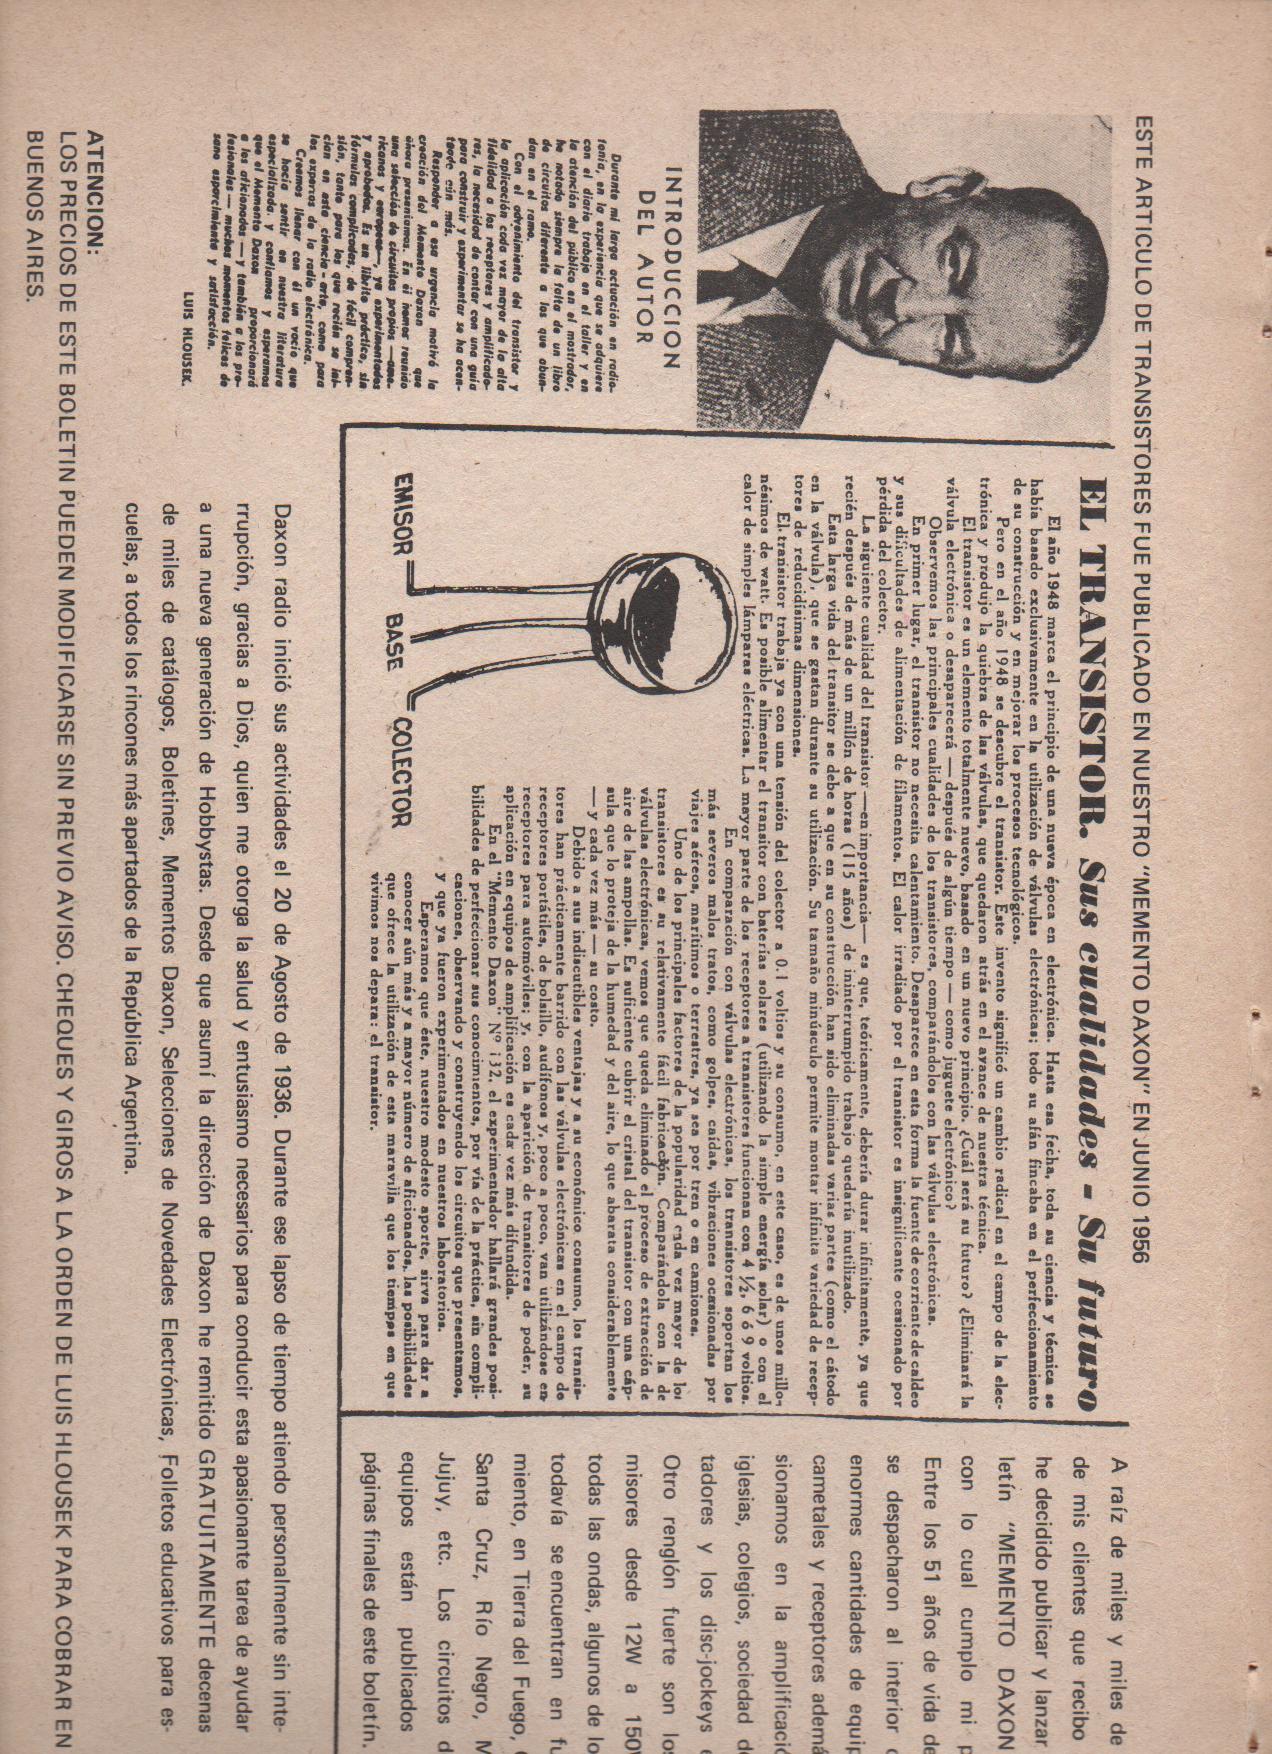 ESTE ARTICULO DE TRANSISTORES FUE PUBLICADO EN NUESTRO "MEMENTO DAXON" EN JUNIO 1956
INTRODUCCION
DEL AUTOR
Durante mi larga actuación en radio-
tonía, en la experiencia que se adquiere
con el diario trabajo en el taller y en
la atención del público en el mostrador,
he notado siempre la falta de un libro
de circuitos diferente a los que abun-
dan en el ramo.
Con el advenimiento del transistor y
la aplicación cada vez mayor de la alta
fidelidad a los receptores y amplificado-
res, la necesidad de contar con una guía
para construir y experimentar se ha acen-
tuado aún más.
Responder a esa urgencia motivó la
creación del Memento Daxon que
ahora presentamos. En él hemos reunido
una selección de circuitos propios —ame-
ricanos y europeos—, ya experimentados
y aprobados. Es un librito práctico, sin
fórmulas complicadas, de fácil compren-
sión, tanto para los que recién se ini-
cian en esta ciencia arte, como para
los expertos de la radio electrónica.
Creemos llenar con él un vacío que
se hacía sentir en nuestra literatura
especializada, y confiamos y esperamos
que el Memento Daxon proporcionará
a los aficionados — y también a los pro-
fesionales — muchos momentos felices de
sano esparcimiento y satisfacción.
LUIS HLOUSEK.
EL TRANSISTOR. Sus cualidades - Su futuro
El año 1948 marca el principio de una nueva época en electrónica. Hasta esa fecha, toda su ciencia y técnica se
había basado exclusivamente en la utilización de válvulas electrónicas; todo su afán fincaba en el perfeccionamiento
de su construcción y en mejorar los procesos tecnológicos.
Pero en el año 1948 se descubre el transistor. Este invento significó un cambio radical en el campo de la elec-
trónica y produjo la quiebra de las válvulas, que quedaron atrás en el avance de nuestra técnica.
El transistor es un elemento totalmente nuevo, basado en un nuevo principio. ¿Cuál será su futuro? ¿Eliminará la
válvula electrónica o desaparecerá — después de algún tiempo — como juguete electrónico?
Observemos las principales cualidades de los transistores, comparándolos con las válvulas electrónicas.
En primer lugar, el transistor no necesita calentamiento. Desaparece en esta forma la fuente de corriente de caldeo
y sus dificultades de alimentación de filamentos. El calor irradiado por el transistor es insignificante ocasionado por
pérdida del colector.
La siguiente cualidad del transistor —en importancia— es que, teóricamente, debería durar infinitamente, ya que
recién después de más de un millón de horas (115 años) de ininterrumpido trabajo quedaría inutilizado.
Esta larga vida del transitor se debe a que en su construcción han sido eliminadas varias partes (como el cátodo
en la válvula), que se gastan durante su utilización. Su tamaño minúsculo permite montar infinita variedad de recep-
tores de reducidísimas dimensiones.
El transistor trabaja ya con una tensión del colector a 0.1 voltios y su consumo, en este caso, es de unos millo-
nésimos de watt. Es posible alimentar el transitor con baterías solares (utilizando la simple energía solar) o con el
calor de simples lámparas eléctricas. La mayor parte de los receptores a transistores funcionan con 4 ½, 6 ó 9 voltios.
En comparación con válvulas electrónicas, los transistores soportan los
más severos malos tratos, como golpes, caídas, vibraciones ocasionadas por
viajes aéreos, marítimos o terrestres, ya sea por tren o en camiones.
Uno de los principales factores de la popularidad cada vez mayor de los
transistores es su relativamente fácil fabricación. Comparándola con la de
válvulas electrónicas, vemos que queda eliminado el proceso de extracción de
aire de las ampollas. Es suficiente cubrir el cristal del transistor con una cáp-
sula que lo proteja de la humedad y del aire, lo que abarata considerablemente
— y cada vez más — su costo.
Debido a sus indiscutibles ventajas y a su económico consumo, los transis-
tores han prácticamente barrido con las válvulas electrónicas en el campo de
receptores portátiles, de bolsillo, audífonos y, poco a poco, van utilizándose en
receptores para automóviles; y, con la aparición de transitores de poder, su
aplicación en equipos de amplificación es cada vez más difundida.
En el "Memento Daxon" Nº 132, el experimentador hallará grandes posi-
bilidades de perfeccionar sus conocimientos, por vía de la práctica, sin compli-
caciones, observando y construyendo los circuitos que presentamos,
y que ya fueron experimentados en nuestros laboratorios.
Esperamos que éste, nuestro modesto aporte, sirva para dar a
conocer aún más y a mayor número de aficionados, las posibilidades
que ofrece la utilización de esta maravilla que los tiempos en que
vivimos nos depara: el transistor.
EMISOR
BASE
COLECTOR
A raíz de miles y miles de
de mis clientes que recibo
he decidido publicar y lanzar
letín "MEMENTO DAXON
con lo cual cumplo mi p
Entre los 51 años de vida de
se despacharon al interior
enormes cantidades de equip
cametales y receptores ademá
sionamos en la amplificació
iglesias, colegios, sociedad de
tadores y los disc-jockeys
Otro renglón fuerte son los
misores desde 12W a 150
todas las ondas, algunos de lo
todavía se encuentran en fu
miento, en Tierra del Fuego,
Santa Cruz, Río Negro, M
Jujuy, etc. Los circuitos d
equipos están publicados
páginas finales de este boletín.
Daxon radio inició sus actividades el 20 de Agosto de 1936. Durante ese lapso de tiempo atiendo personalmente sin inte-
rrupción, gracias a Dios, quien me otorga la salud y entusiasmo necesarios para conducir esta apasionante tarea de ayudar
a una nueva generación de Hobbystas. Desde que asumí la dirección de Daxon he remitido GRATUITAMENTE decenas
de miles de catálogos, Boletines, Mementos Daxon, Selecciones de Novedades Electrónicas, Folletos educativos para es-
cuelas, a todos los rincones más apartados de la República Argentina.
ATENCION:
LOS PRECIOS DE ESTE BOLETIN PUEDEN MODIFICARSE SIN PREVIO AVISO. CHEQUES Y GIROS A LA ORDEN DE LUIS HLOUSEK PARA COBRAR EN
BUENOS AIRES.